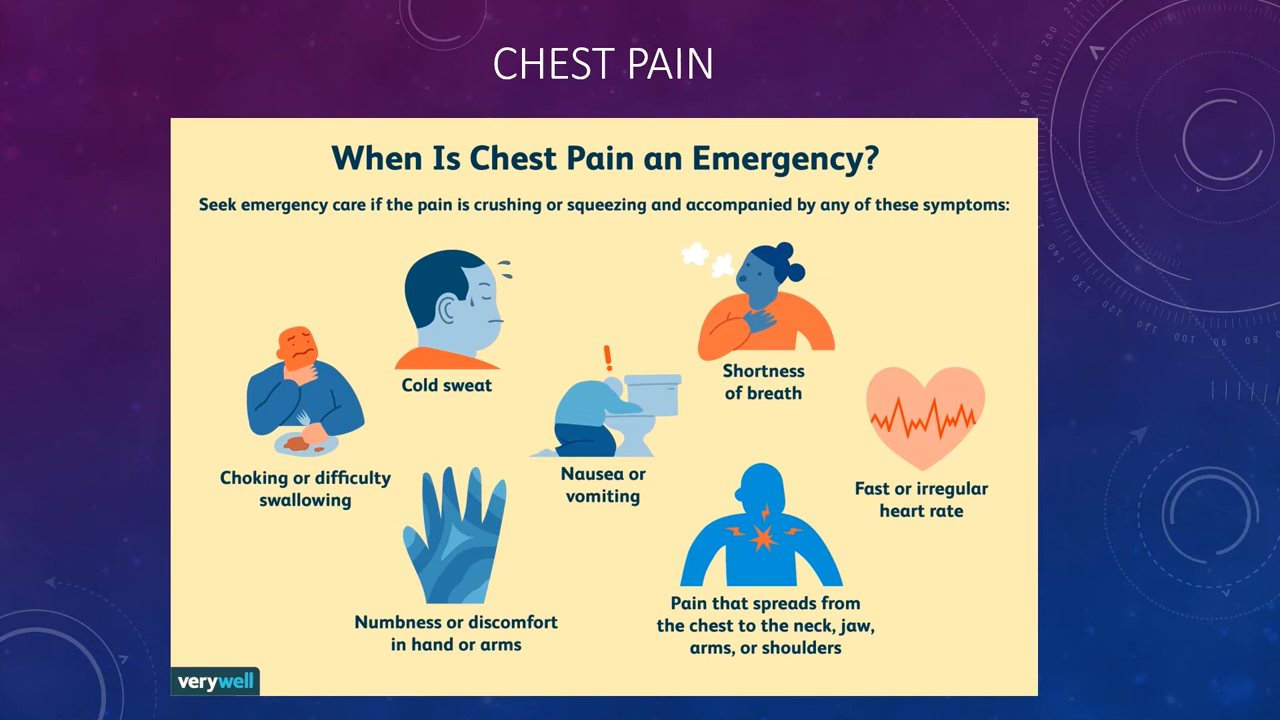 CHEST PAIN
When Is Chest Pain an Emergency?
Seek emergency care if the pain is crushing or squeezing and accompanied by any of these symptoms:
Cold sweat
Shortness
of breath
Choking or difficulty
swallowing
Nausea or
vomiting
Fast or irregular
heart rate
Numbness or discomfort
in hand or arms
Pain that spreads from
the chest to the neck, jaw,
arms, or shoulders
verywell